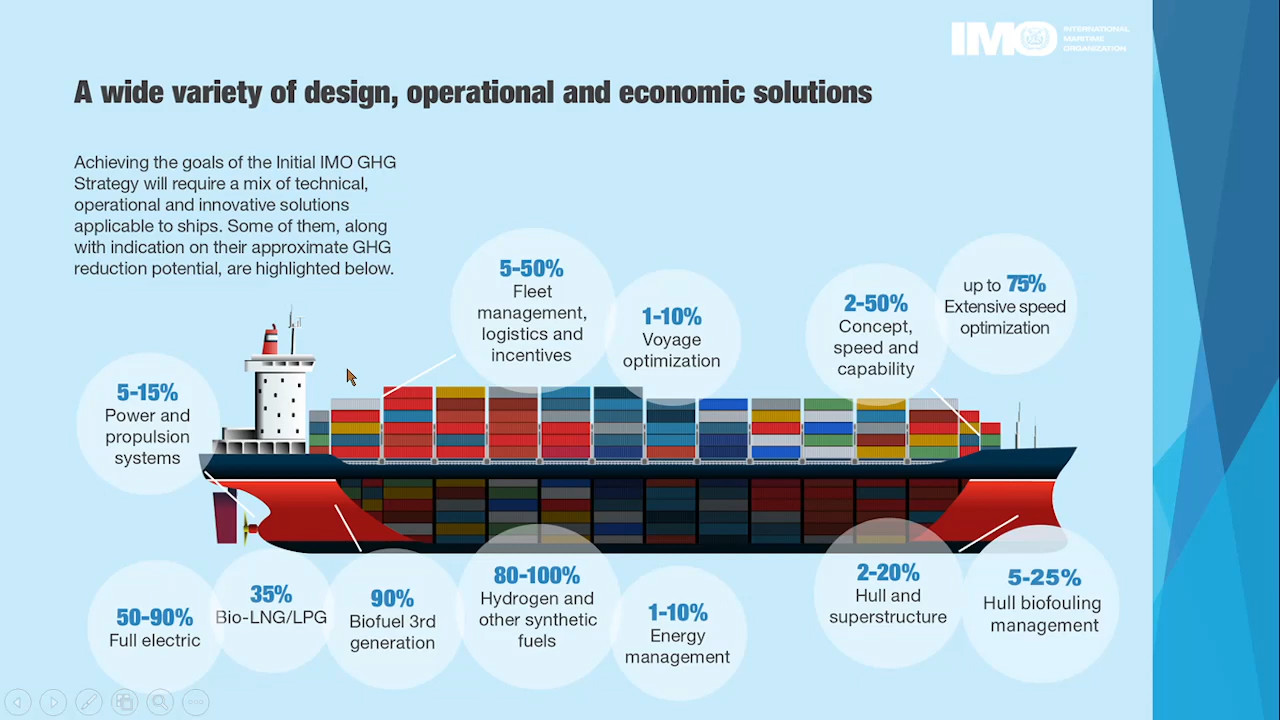 IMO
INTERNATIONAL
MARITIME
ORGANIZATION
A wide variety of design, operational and economic solutions
Achieving the goals of the Initial IMO GHG
Strategy will require a mix of technical,
operational and innovative solutions
applicable to ships. Some of them, along
with indication on their approximate GHG
reduction potential, are highlighted below.
5-50%
Fleet
management,
logistics and
incentives
1-10%
Voyage
optimization
2-50%
Concept,
speed and
capability
up to 75%
Extensive speed
optimization
5-15%
Power and
propulsion
systems
50-90%
Full electric
35%
Bio-LNG/LPG
90%
Biofuel 3rd
generation
80-100%
Hydrogen and
other synthetic
fuels
1-10%
Energy
management
2-20%
Hull and
superstructure
5-25%
Hull biofouling
management